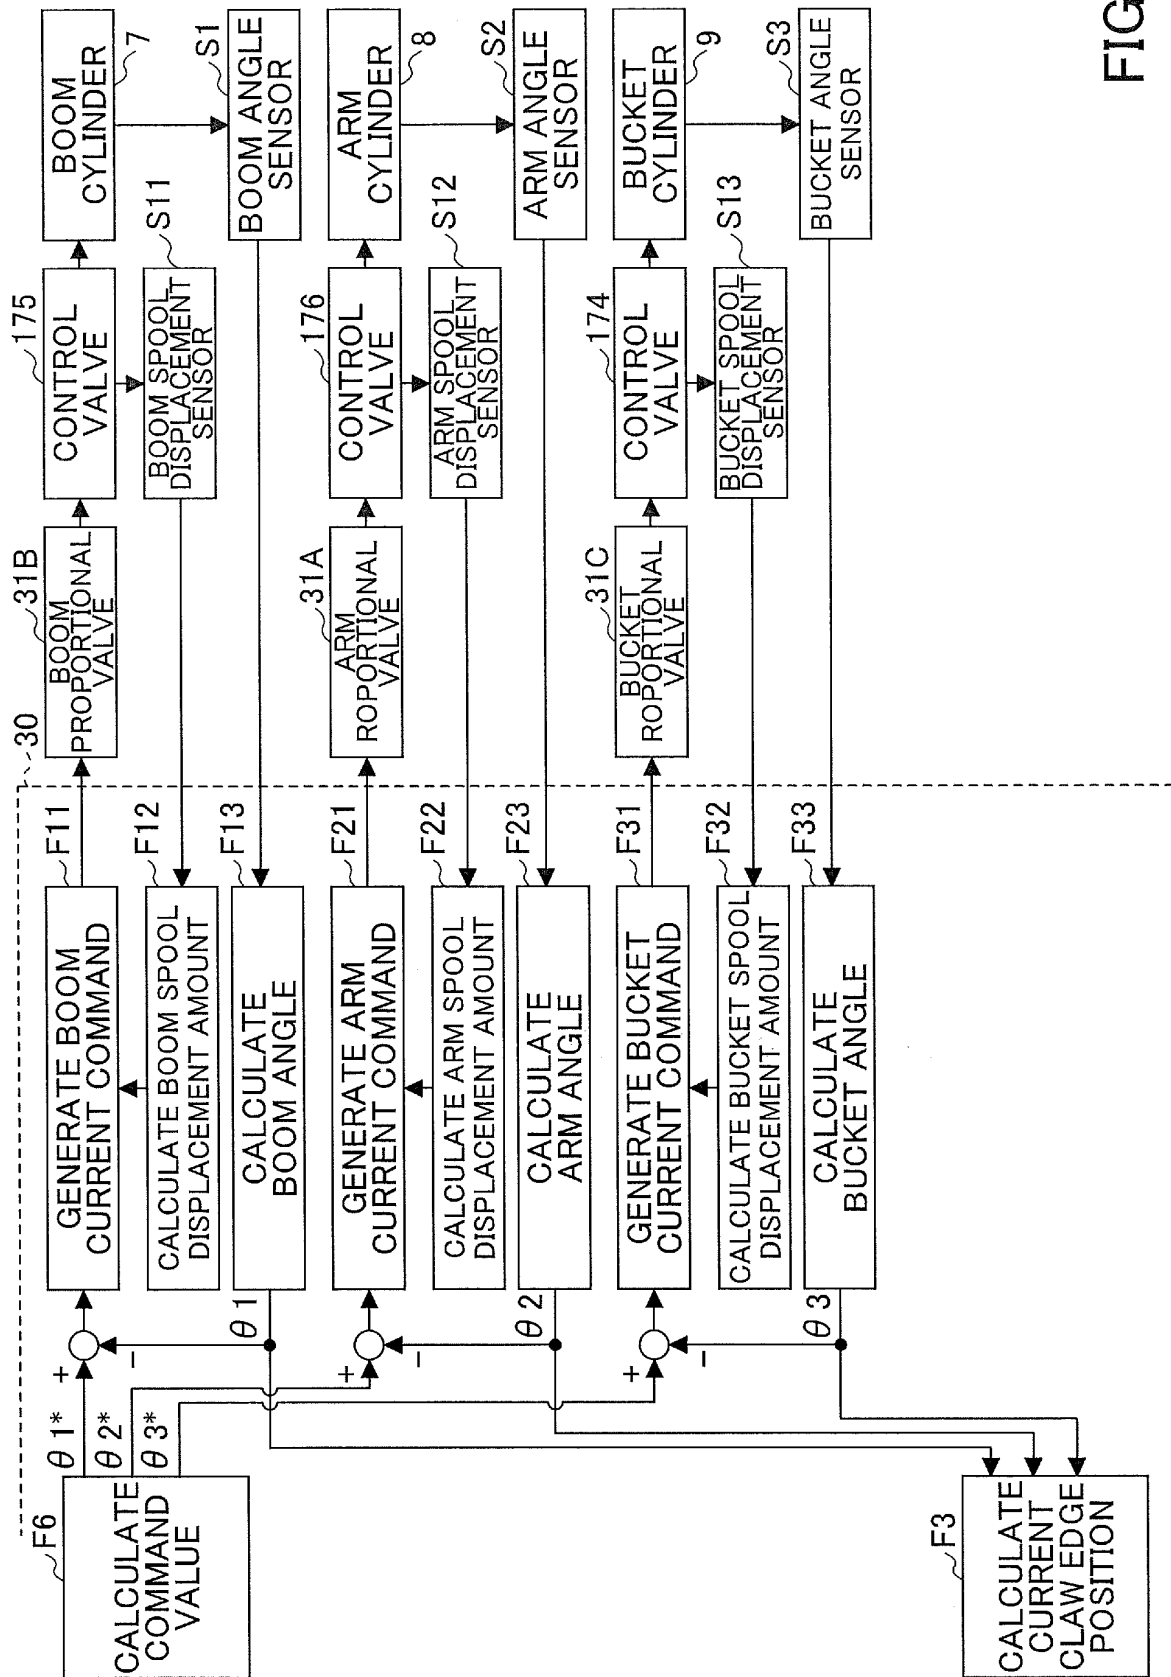 FIG
30
F6
CALCULATE
COMMAND
VALUE
θ1*
θ2*
θ3*
+
−
F11
GENERATE BOOM
CURRENT COMMAND
31B
BOOM
PROPORTIONAL
VALVE
175
CONTROL
VALVE
7
BOOM
CYLINDER
F12
CALCULATE BOOM SPOOL
DISPLACEMENT AMOUNT
S11
BOOM SPOOL
DISPLACEMENT
SENSOR
F13
CALCULATE
BOOM ANGLE
θ1
S1
BOOM ANGLE
SENSOR
+
−
F21
GENERATE ARM
CURRENT COMMAND
31A
ARM
ROPORTIONAL
VALVE
176
CONTROL
VALVE
8
ARM
CYLINDER
F22
CALCULATE ARM SPOOL
DISPLACEMENT AMOUNT
S12
ARM SPOOL
DISPLACEMENT
SENSOR
F23
CALCULATE
ARM ANGLE
θ2
S2
ARM ANGLE
SENSOR
+
−
F31
GENERATE BUCKET
CURRENT COMMAND
31C
BUCKET
ROPORTIONAL
VALVE
174
CONTROL
VALVE
9
BUCKET
CYLINDER
F32
CALCULATE BUCKET SPOOL
DISPLACEMENT AMOUNT
S13
BUCKET SPOOL
DISPLACEMENT
SENSOR
F33
CALCULATE
BUCKET ANGLE
θ3
S3
BUCKET ANGLE
SENSOR
F3
CALCULATE
CURRENT
CLAW EDGE
POSITION